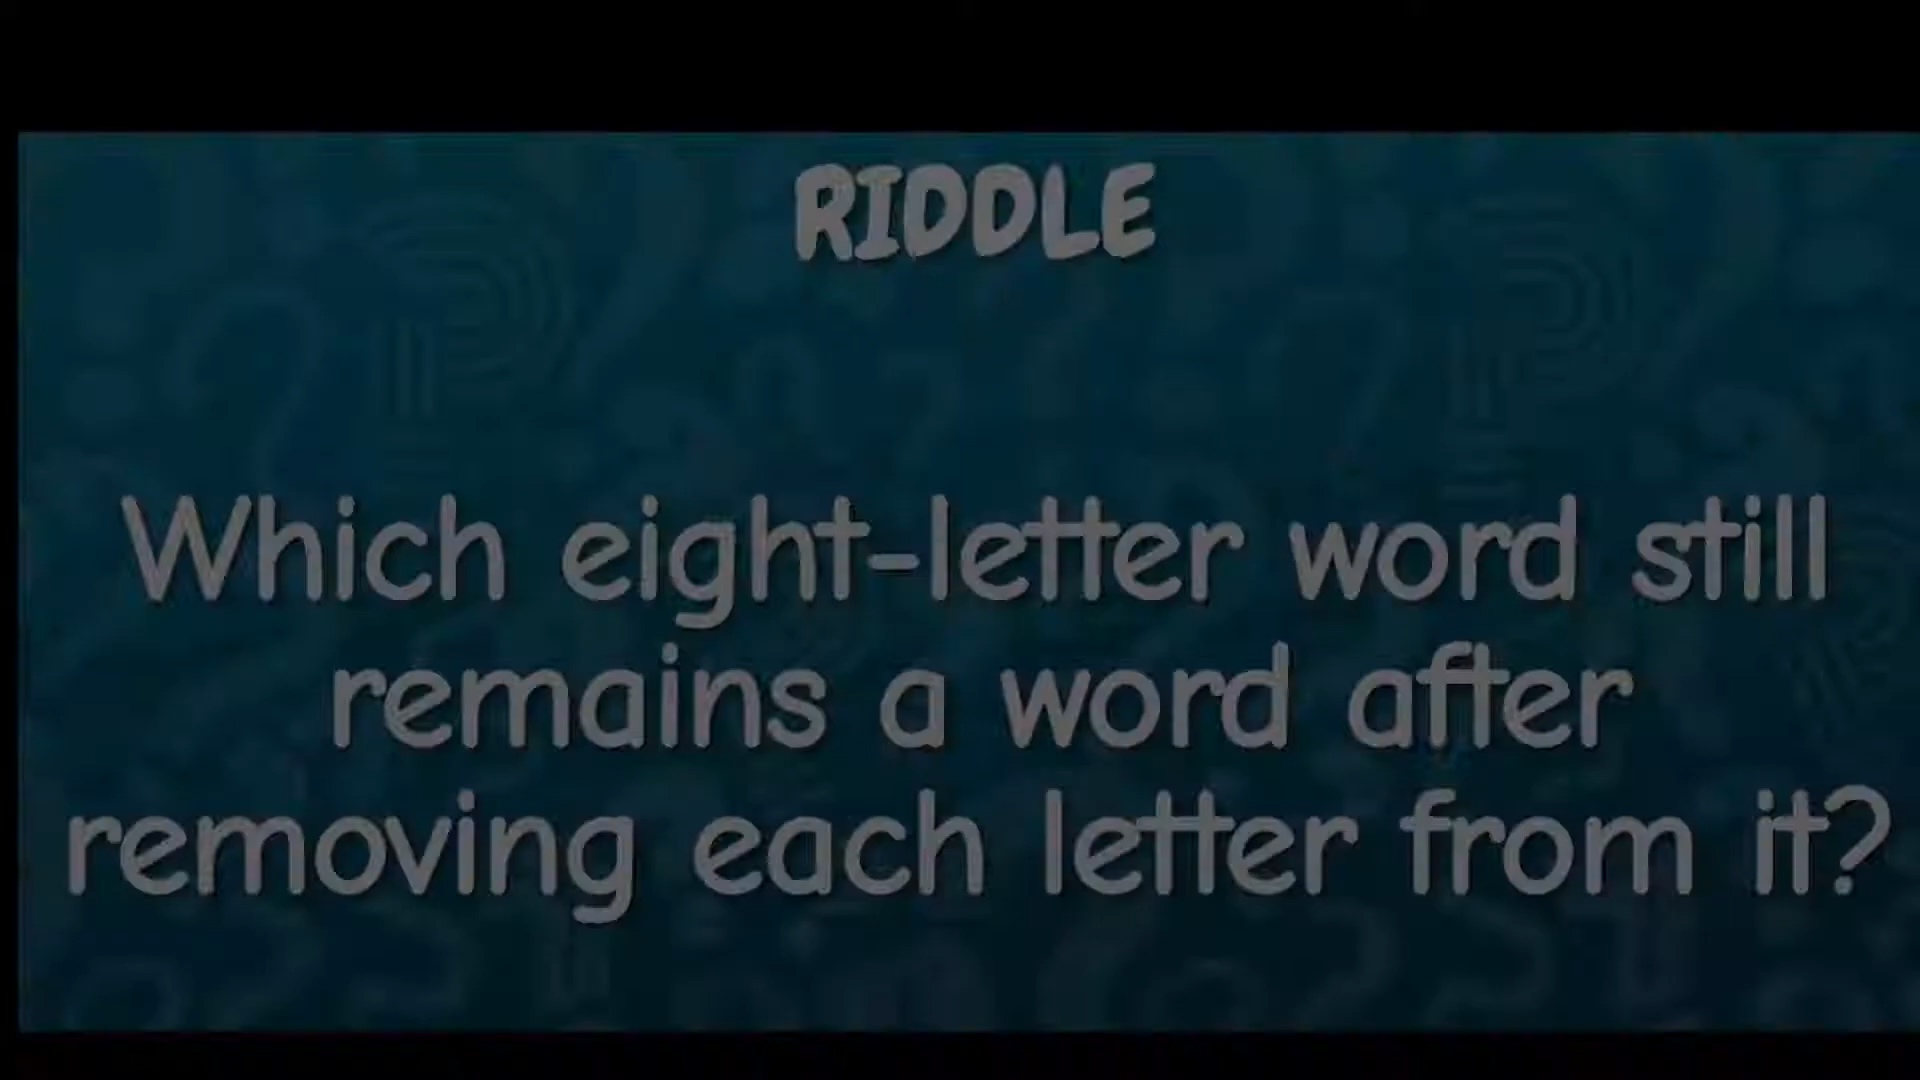 RIDDLE
Which eight-letter word still
remains a word after
removing each letter from it?